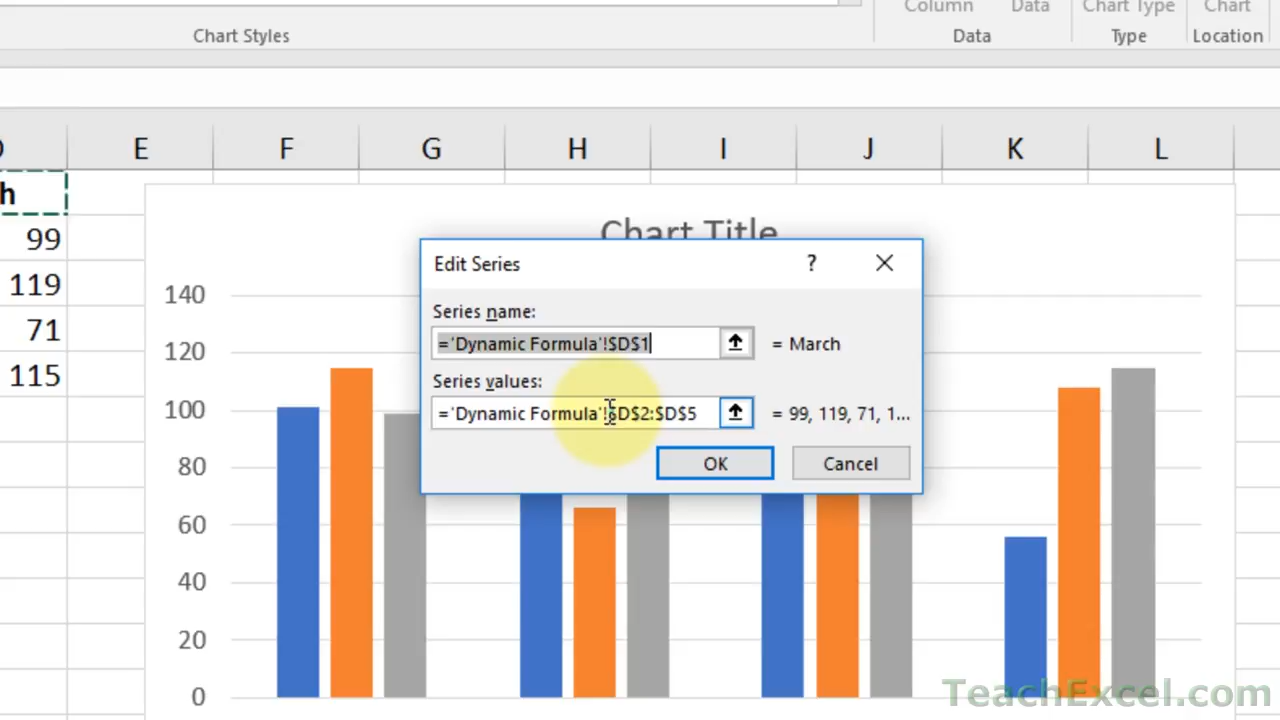 Column Data Chart Type Chart
Chart Styles Data Type Location
E F G H I J K L
h
99
119
71
115
Chart Title
140
120
100
80
60
40
20
0
Edit Series ?
Series name:
='Dynamic Formula'!$D$1 = March
Series values:
='Dynamic Formula'!$D$2:$D$5 = 99, 119, 71, 1...
OK Cancel
TeachExcel.com